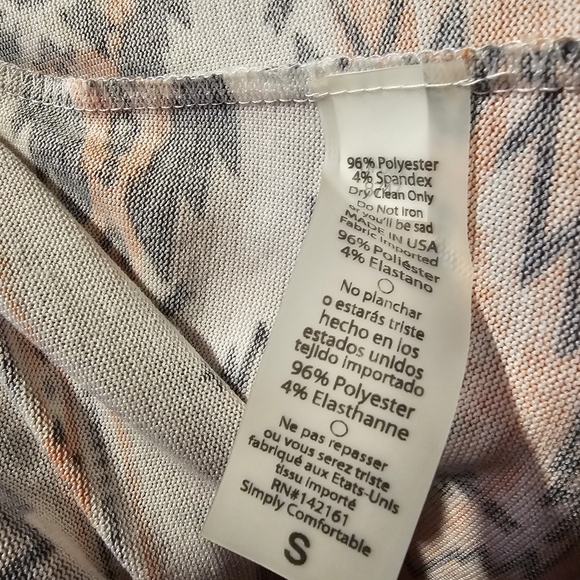 96% Polyester
4% Spandex
Dry Clean Only
Do Not Iron
or you'll be sad
MADE IN USA
Fabric Imported
96% Poliéster
4% Elastano
No planchar
o estarás triste
hecho en los
estados unidos
tejido importado
96% Polyester
4% Elasthanne
Ne pas repasser
ou vous serez triste
fabriqué aux Etats-Unis
tissu importé
RN#142161
Simply Comfortable
S